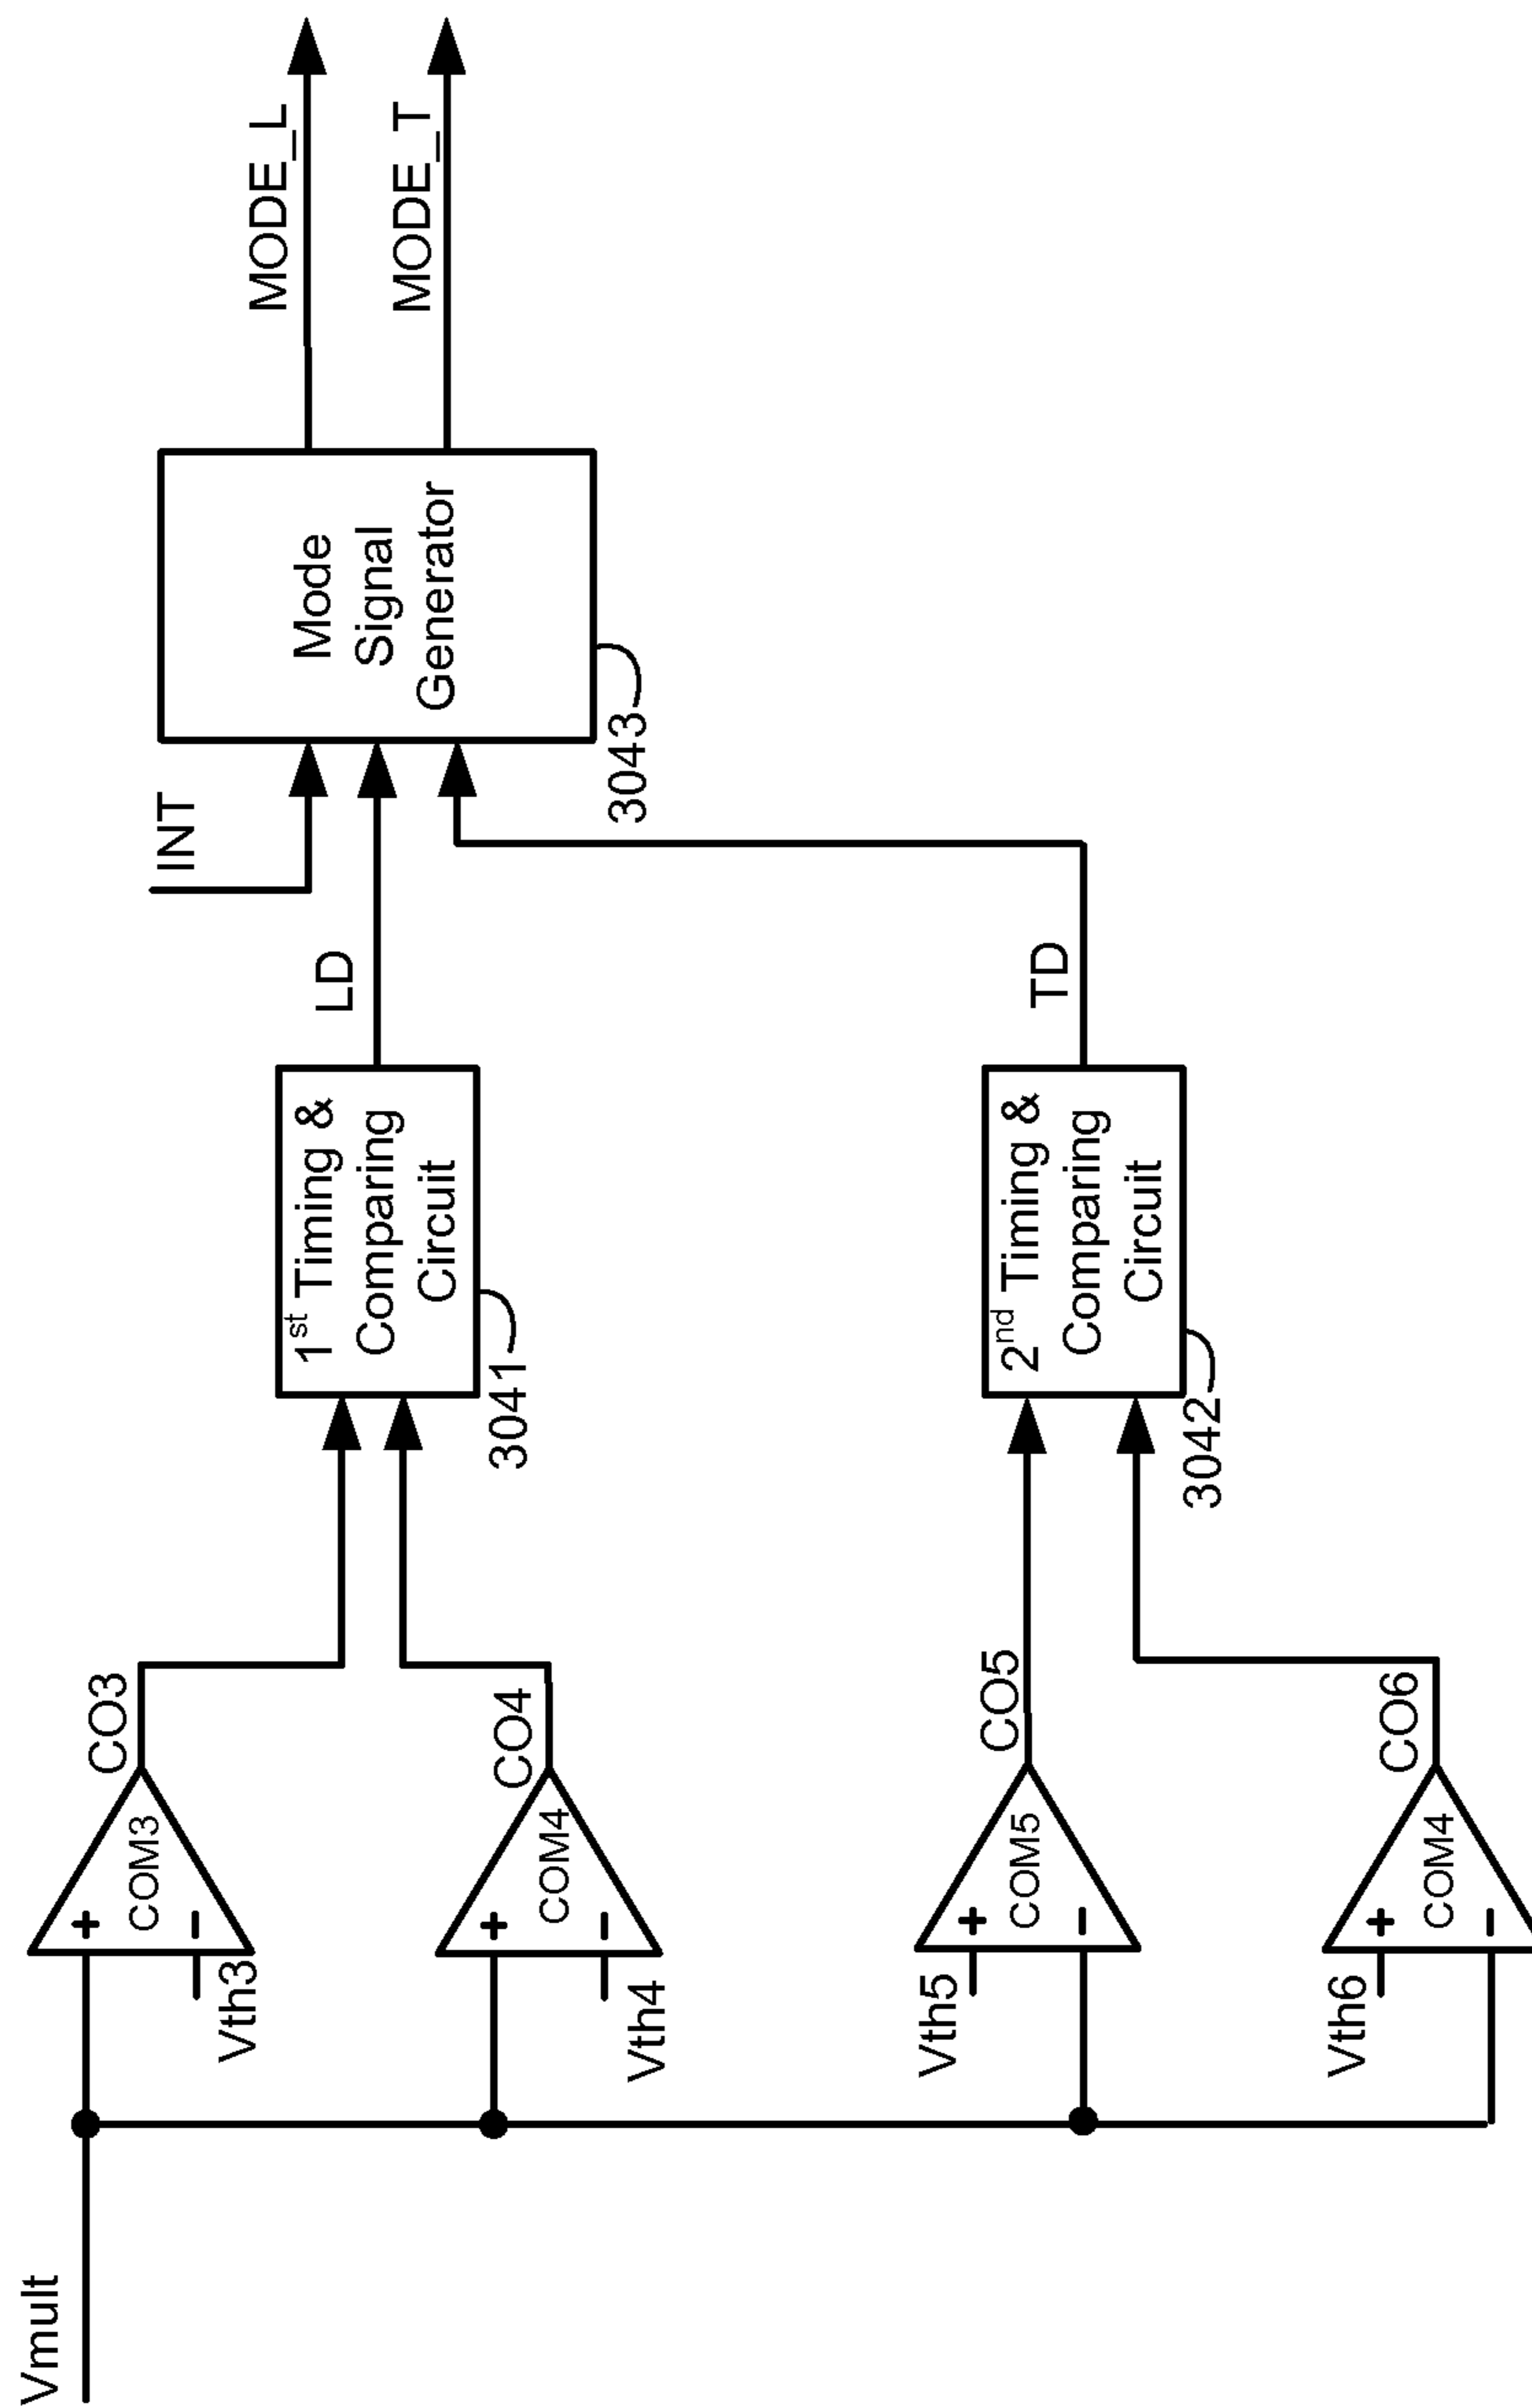 Vmult
Vth3
+
−
COM3
CO3
Vth4
+
−
COM4
CO4
1st Timing &
Comparing
Circuit
3041
LD
INT
Mode
Signal
Generator
3043
MODE_L
MODE_T
Vth5
+
−
COM5
CO5
Vth6
+
−
COM4
CO6
2nd Timing &
Comparing
Circuit
3042
TD